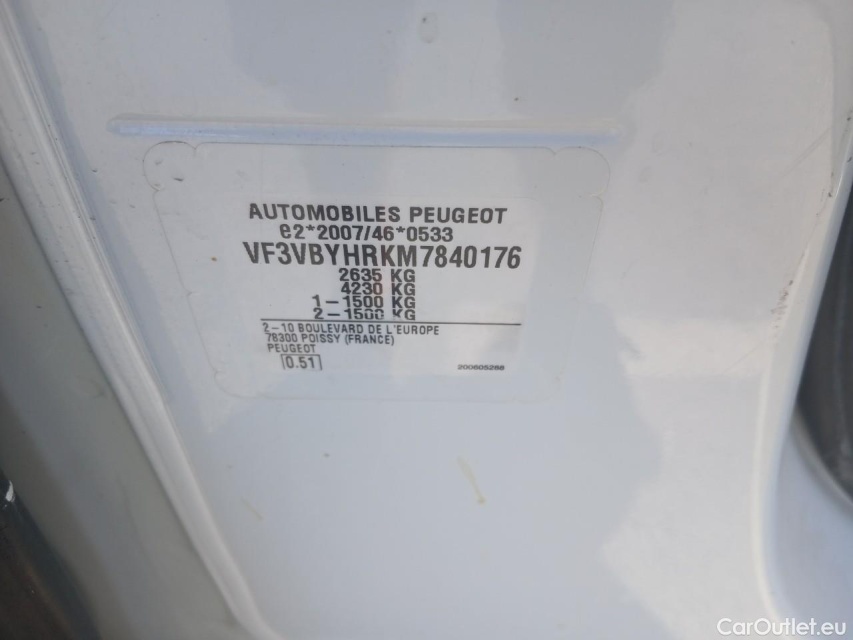 AUTOMOBILES PEUGEOT
e2*2007/46*0533
VF3VBYHRKM7840176
2635 KG
4230 KG
1-1500 KG
2-1500 KG
2-10 BOULEVARD DE L'EUROPE
78300 POISSY (FRANCE)
PEUGEOT
0.51
200605268
CarOutlet.eu